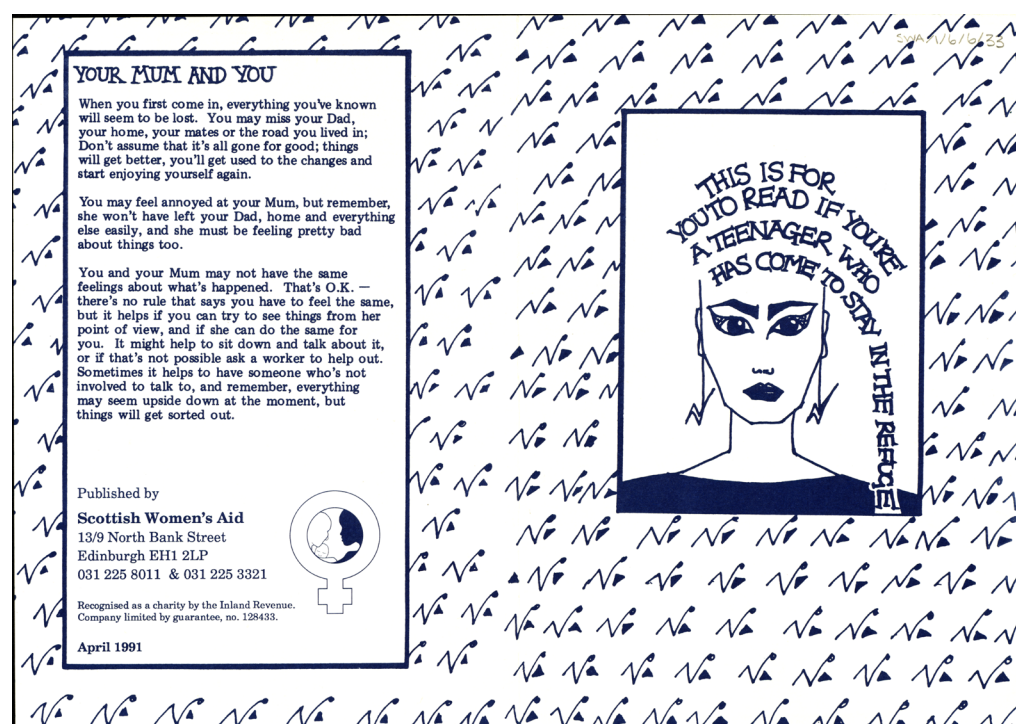 YOUR MUM AND YOU
When you first come in, everything you've known
will seem to be lost. You may miss your Dad,
your home, your mates or the road you lived in;
Don't assume that it's all gone for good; things
will get better, you'll get used to the changes and
start enjoying yourself again.
You may feel annoyed at your Mum, but remember,
she won't have left your Dad, home and everything
else easily, and she must be feeling pretty bad
about things too.
You and your Mum may not have the same
feelings about what's happened. That's O.K. —
there's no rule that says you have to feel the same,
but it helps if you can try to see things from her
point of view, and if she can do the same for
you. It might help to sit down and talk about it,
or if that's not possible ask a worker to help out.
Sometimes it helps to have someone who's not
involved to talk to, and remember, everything
may seem upside down at the moment, but
things will get sorted out.
Published by
Scottish Women's Aid
13/9 North Bank Street
Edinburgh EH1 2LP
031 225 8011 & 031 225 3321
Recognised as a charity by the Inland Revenue.
Company limited by guarantee, no. 128433.
April 1991
SWA/1/6/6/33
THIS IS FOR
YOU TO READ IF YOU'RE
A TEENAGER WHO
HAS COME TO STAY IN THE REFUGE